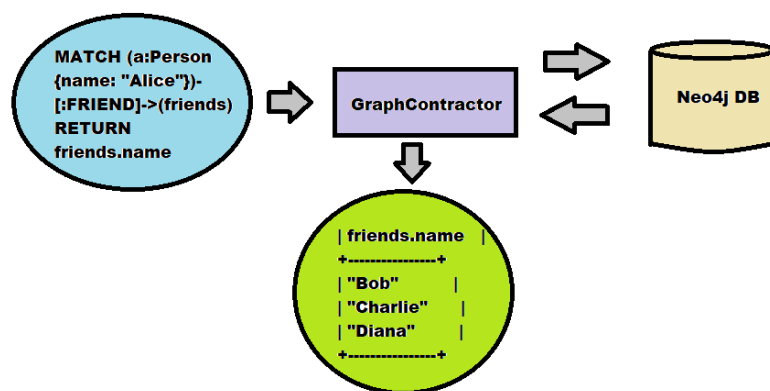 MATCH (a:Person
{name: "Alice"})-
[:FRIEND]->(friends)
RETURN
friends.name
GraphContractor
Neo4j DB
| friends.name |
+----------------+
| "Bob" |
| "Charlie" |
| "Diana" |
+----------------+